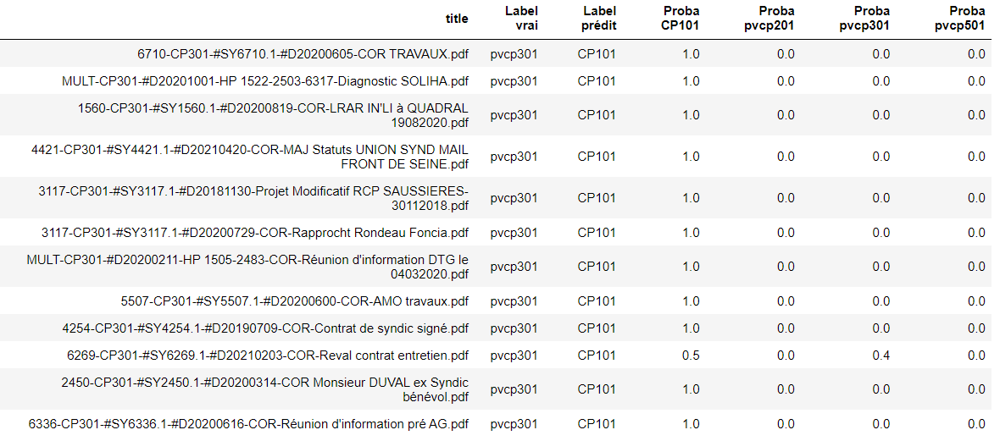 title Label vrai Label prédit Proba CP101 Proba pvcp201 Proba pvcp301 Proba pvcp501
6710-CP301-#SY6710.1-#D20200605-COR TRAVAUX.pdf pvcp301 CP101 1.0 0.0 0.0 0.0
MULT-CP301-#D20201001-HP 1522-2503-6317-Diagnostic SOLIHA.pdf pvcp301 CP101 1.0 0.0 0.0 0.0
1560-CP301-#SY1560.1-#D20200819-COR-LRAR IN'LI à QUADRAL
19082020.pdf pvcp301 CP101 1.0 0.0 0.0 0.0
4421-CP301-#SY4421.1-#D20210420-COR-MAJ Statuts UNION SYND MAIL
FRONT DE SEINE.pdf pvcp301 CP101 1.0 0.0 0.0 0.0
3117-CP301-#SY3117.1-#D20181130-Projet Modificatif RCP SAUSSIERES-
30112018.pdf pvcp301 CP101 1.0 0.0 0.0 0.0
3117-CP301-#SY3117.1-#D20200729-COR-Rapprocht Rondeau Foncia.pdf pvcp301 CP101 1.0 0.0 0.0 0.0
MULT-CP301-#D20200211-HP 1505-2483-COR-Réunion d'information DTG le
04032020.pdf pvcp301 CP101 1.0 0.0 0.0 0.0
5507-CP301-#SY5507.1-#D20200600-COR-AMO travaux.pdf pvcp301 CP101 1.0 0.0 0.0 0.0
4254-CP301-#SY4254.1-#D20190709-COR-Contrat de syndic signé.pdf pvcp301 CP101 1.0 0.0 0.0 0.0
6269-CP301-#SY6269.1-#D20210203-COR-Reval contrat entretien.pdf pvcp301 CP101 0.5 0.0 0.4 0.0
2450-CP301-#SY2450.1-#D20200314-COR Monsieur DUVAL ex Syndic
bénévol.pdf pvcp301 CP101 1.0 0.0 0.0 0.0
6336-CP301-#SY6336.1-#D20200616-COR-Réunion d'information pré AG.pdf pvcp301 CP101 1.0 0.0 0.0 0.0